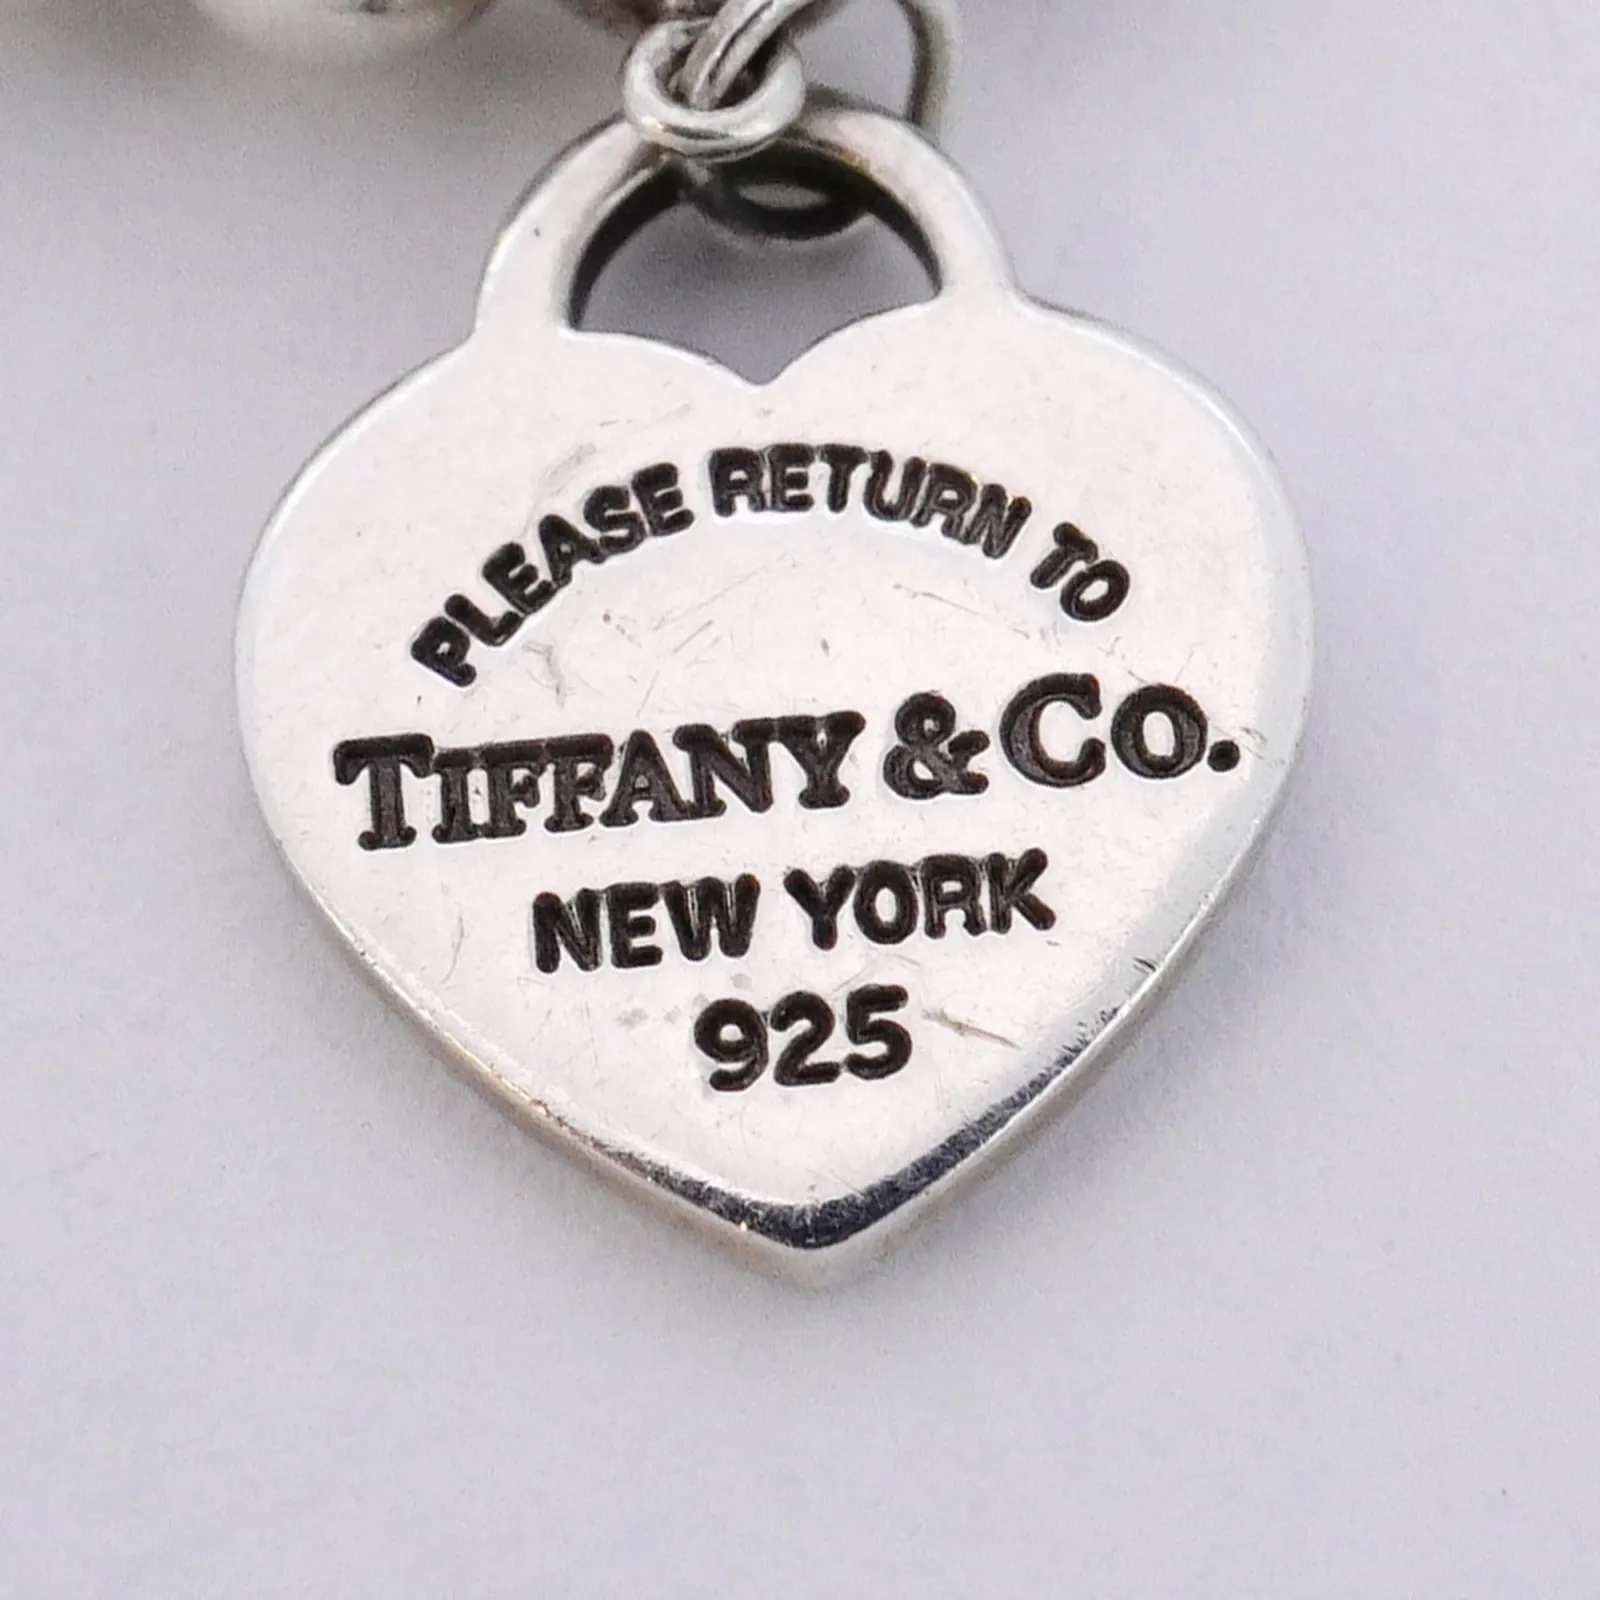 PLEASE RETURN TO
TIFFANY & CO.
NEW YORK
925